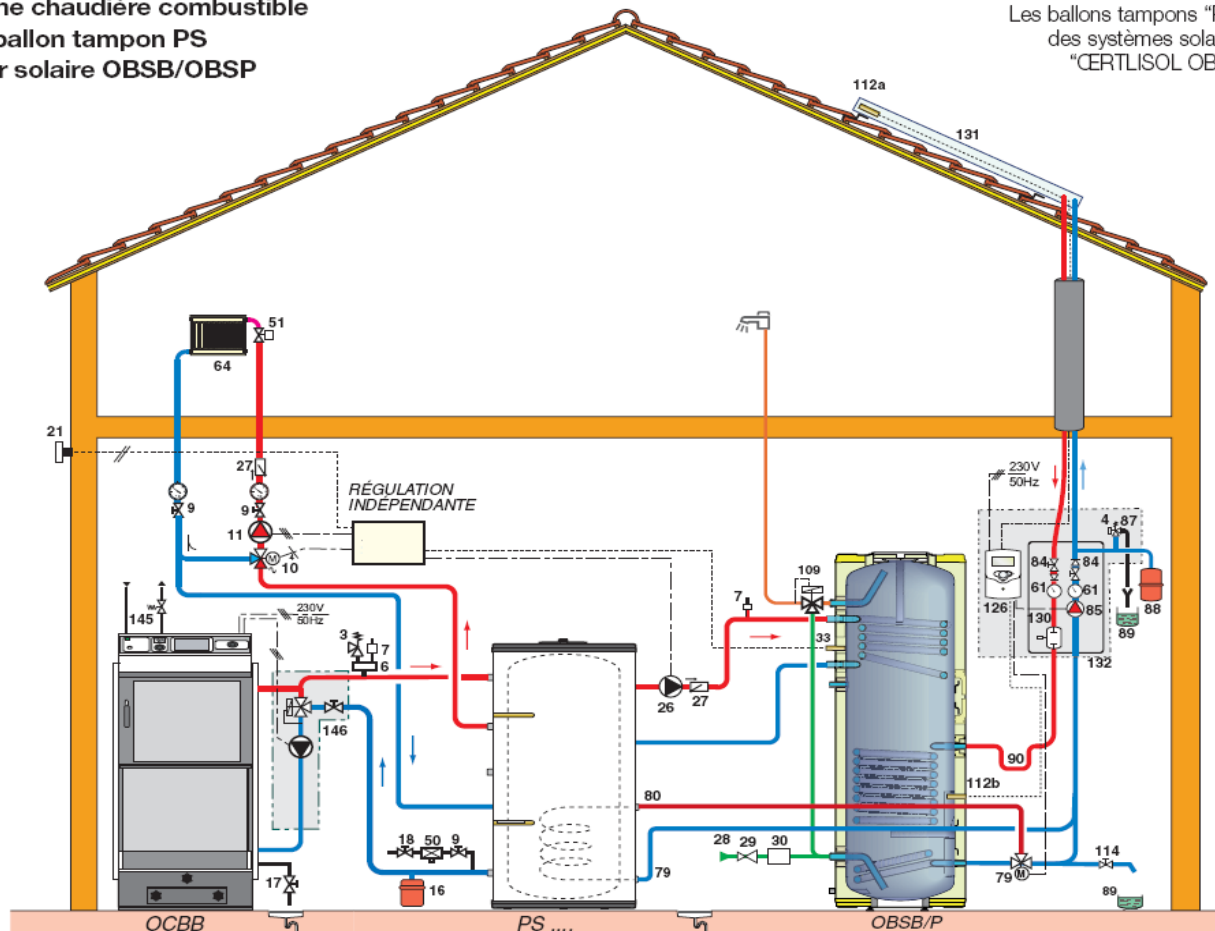 ne chaudière combustible
ballon tampon PS
r solaire OBSB/OBSP
Les ballons tampons “
des systèmes sola
“ŒERTLISOL OB
112a
131
51
64
21
27
9
9
11
10
RÉGULATION
INDÉPENDANTE
230V
50Hz
4
87
84
84
61
61
126
130
85
88
89
132
109
7
33
145
230V
50Hz
3
7
6
146
26
27
90
112b
80
18
50
9
28
29
30
79
79
M
114
17
16
89
M
OCBB
PS ....
OBSB/P